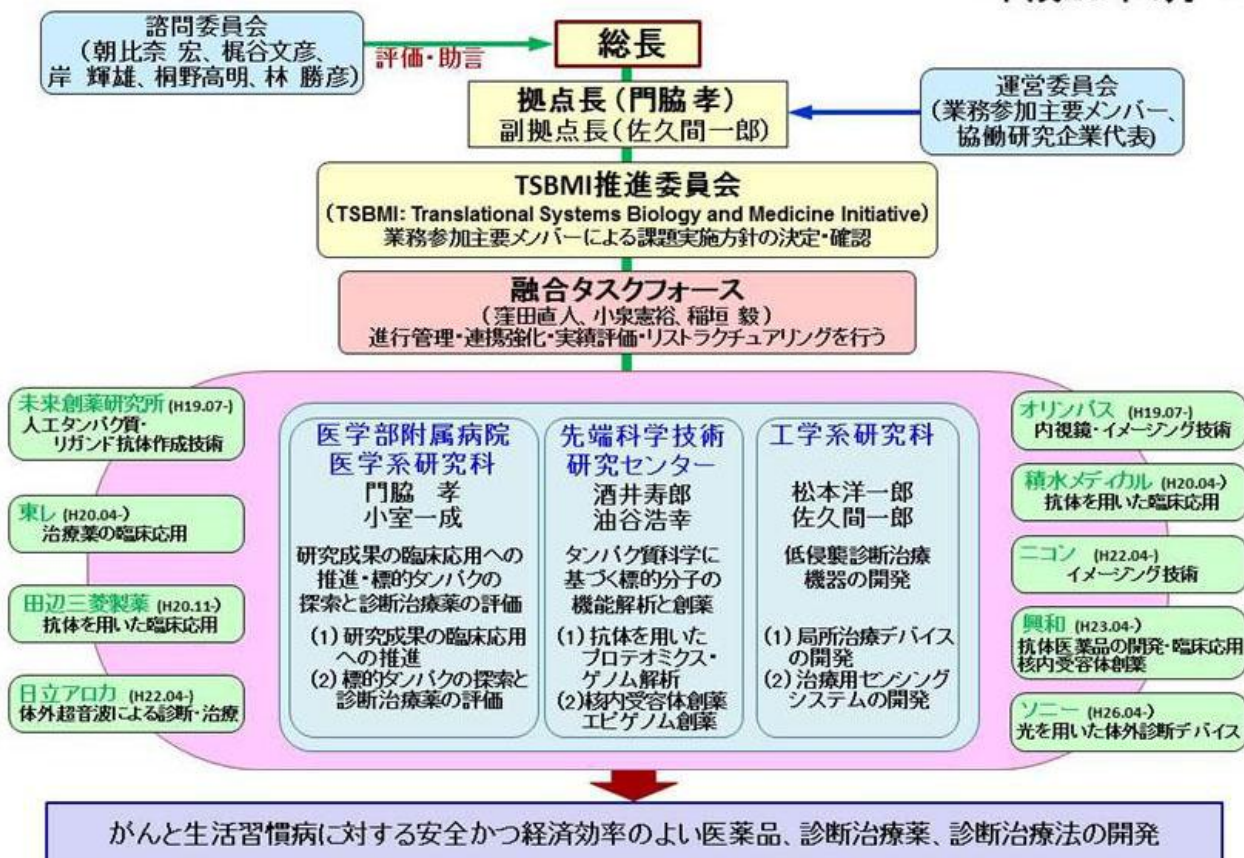 諮問委員会
(朝比奈 宏、梶谷文彦、
岸 輝雄、桐野高明、林 勝彦)
評価・助言
総長
拠点長(門脇 孝)
副拠点長(佐久間一郎)
運営委員会
(業務参加主要メンバー、
協働研究企業代表)
TSBMI推進委員会
(TSBMI: Translational Systems Biology and Medicine Initiative)
業務参加主要メンバーによる課題実施方針の決定・確認
融合タスクフォース
(窪田直人、小泉憲裕、稲垣 毅)
進行管理・連携強化・実績評価・リストラクチュアリングを行う
未来創薬研究所 (H19.07-)
人工タンパク質・
リガンド抗体作成技術
東レ (H20.04-)
治療薬の臨床応用
田辺三菱製薬 (H20.11-)
抗体を用いた臨床応用
日立アロカ (H22.04-)
体外超音波による診断・治療
医学部附属病院
医学系研究科
門脇 孝
小室一成
研究成果の臨床応用への
推進・標的タンパクの
探索と診断治療薬の評価
(1) 研究成果の臨床応用
への推進
(2) 標的タンパクの探索と
診断治療薬の評価
先端科学技術
研究センター
酒井寿郎
油谷浩幸
タンパク質科学に
基づく標的分子の
機能解析と創薬
(1) 抗体を用いた
プロテオミクス・
ゲノム解析
(2)核内受容体創薬
エピゲノム創薬
工学系研究科
松本洋一郎
佐久間一郎
低侵襲診断治療
機器の開発
(1) 局所治療デバイス
の開発
(2) 治療用センシング
システムの開発
オリンパス (H19.07-)
内視鏡・イメージング技術
積水メディカル (H20.04-)
抗体を用いた臨床応用
ニコン (H22.04-)
イメージング技術
興和 (H23.04-)
抗体医薬品の開発・臨床応用
核内受容体創薬
ソニー (H26.04-)
光を用いた体外診断デバイス
がんと生活習慣病に対する安全かつ経済効率のよい医薬品、診断治療薬、診断治療法の開発